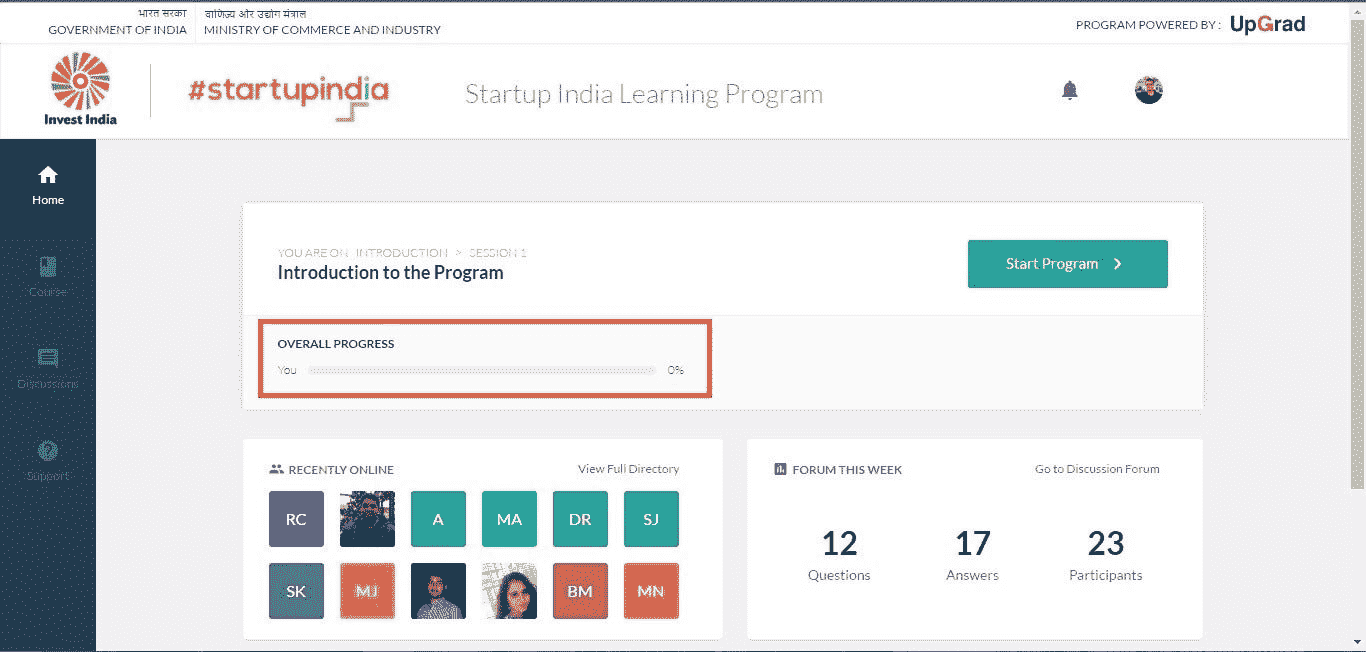 भारत सरकार
GOVERNMENT OF INDIA
वाणिज्य और उद्योग मंत्राल
MINISTRY OF COMMERCE AND INDUSTRY
PROGRAM POWERED BY : UpGrad
Invest India
#startupindia
Startup India Learning Program
Home
Course
Discussions
Support
YOU ARE ON INTRODUCTION > SESSION 1
Introduction to the Program
Start Program
OVERALL PROGRESS
You 0%
RECENTLY ONLINE View Full Directory
RC A MA DR SJ
SK MJ BM MN
FORUM THIS WEEK Go to Discussion Forum
12 17 23
Questions Answers Participants